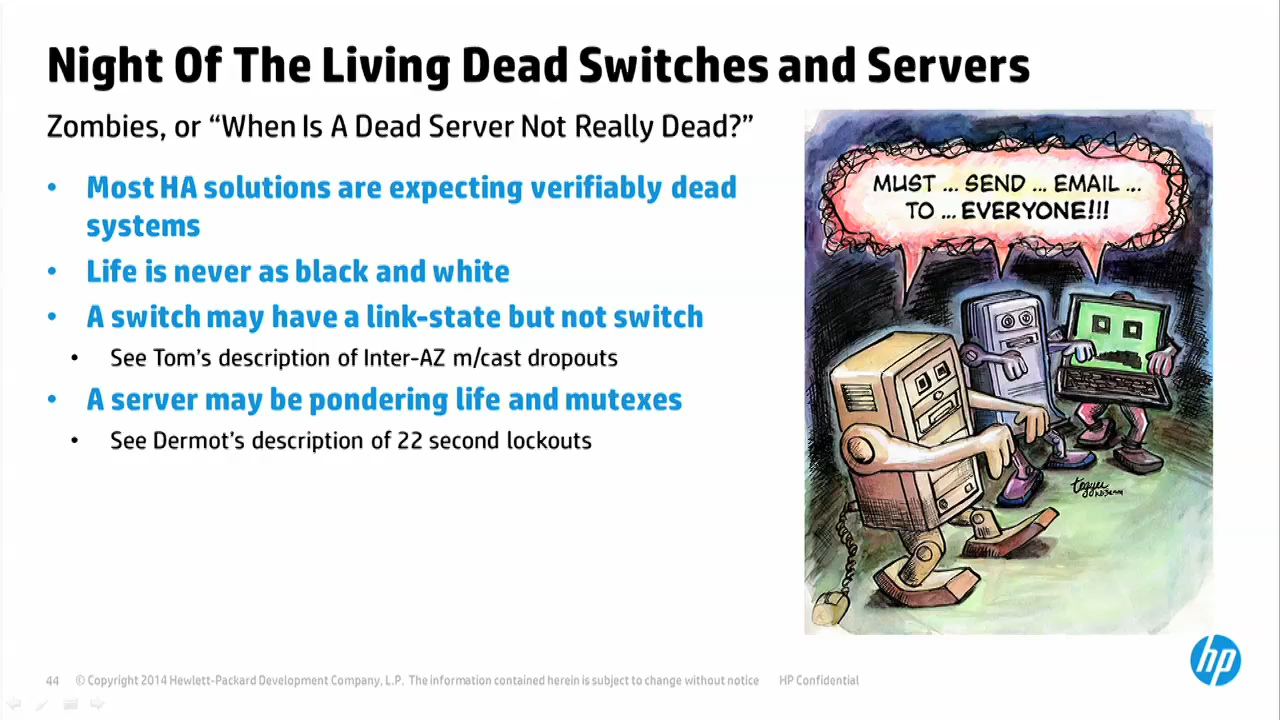 Night Of The Living Dead Switches and Servers
Zombies, or “When Is A Dead Server Not Really Dead?”
• Most HA solutions are expecting verifiably dead
systems
• Life is never as black and white
• A switch may have a link-state but not switch
• See Tom’s description of Inter-AZ m/cast dropouts
• A server may be pondering life and mutexes
• See Dermot’s description of 22 second lockouts
MUST ... SEND ... EMAIL ...
TO ... EVERYONE!!!
hp
44 © Copyright 2014 Hewlett-Packard Development Company, L.P. The information contained herein is subject to change without notice HP Confidential